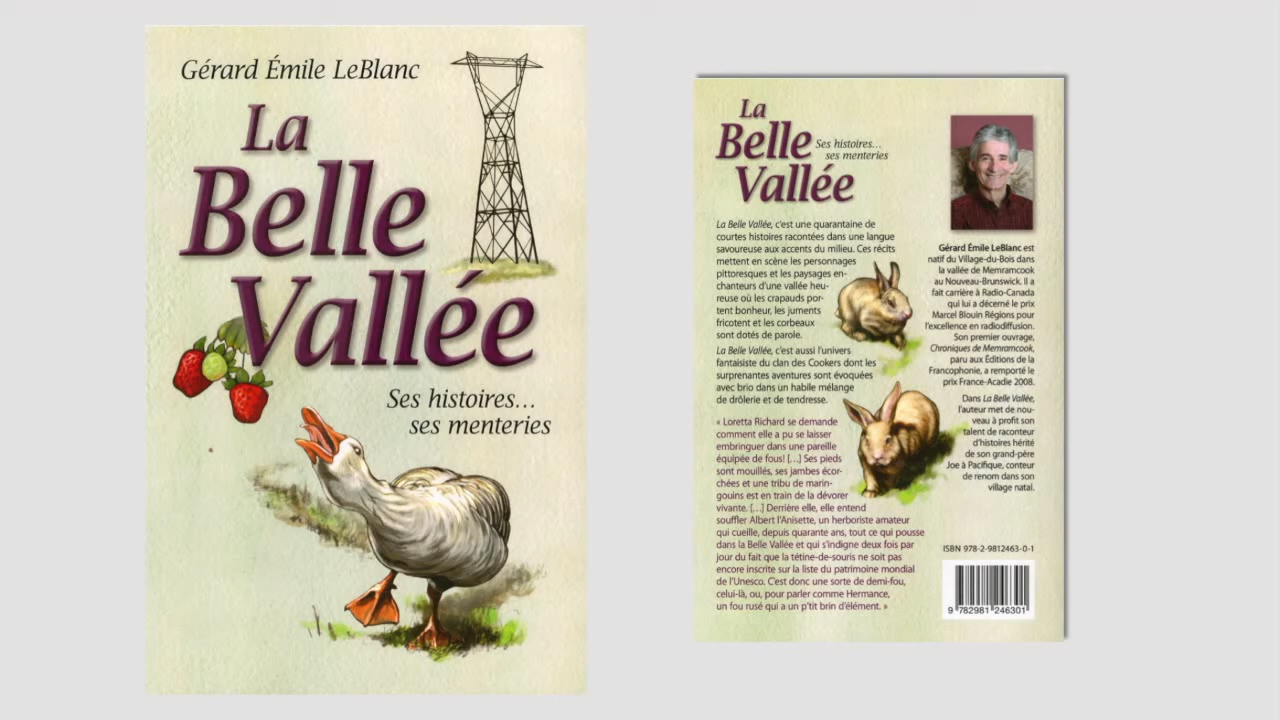 Gérard Émile LeBlanc
La
Belle
Vallée
Ses histoires...
ses menteries
La
Belle
Vallée
Ses histoires...
ses menteries
La Belle Vallée, c'est une quarantaine de
courtes histoires racontées dans une langue
savoureuse aux accents du milieu. Ces récits
mettent en scène les personnages
pittoresques et les paysages en-
chanteurs d'une vallée heu-
reuse où les crapauds por-
tent bonheur, les juments
fricotent et les corbeaux
sont dotés de parole.
La Belle Vallée, c'est aussi l'univers
fantaisiste du clan des Cookers dont les
surprenantes aventures sont évoquées
avec brio dans un habile mélange
de drôlerie et de tendresse.
« Loretta Richard se demande
comment elle a pu se laisser
embringuer dans une pareille
équipée de fous! [...] Ses pieds
sont mouillés, ses jambes écor-
chées et une tribu de marin-
gouins est en train de la dévorer
vivante. [...] Derrière elle, elle entend
souffler Albert l'Anisette, un herboriste amateur
qui cueille, depuis quarante ans, tout ce qui pousse
dans la Belle Vallée et qui s'indigne deux fois par
jour du fait que la tétine-de-souris ne soit pas
encore inscrite sur la liste du patrimoine mondial
de l'Unesco. C'est donc une sorte de demi-fou,
celui-là, ou, pour parler comme Hermance,
un fou rusé qui a un p'tit brin d'élément. »
Gérard Émile LeBlanc est
natif du Village-du-Bois dans
la vallée de Memramcook
au Nouveau-Brunswick. Il a
fait carrière à Radio-Canada
qui lui a décerné le prix
Marcel Blouin Régions pour
l'excellence en radiodiffusion.
Son premier ouvrage,
Chroniques de Memramcook,
paru aux Éditions de la
Francophonie, a remporté le
prix France-Acadie 2008.
Dans La Belle Vallée,
l'auteur met de nou-
veau à profit son
talent de raconteur
d'histoires hérité
de son grand-père
Joe à Pacifique, conteur
de renom dans son
village natal.
ISBN 978-2-9812463-0-1
9 782981 246301